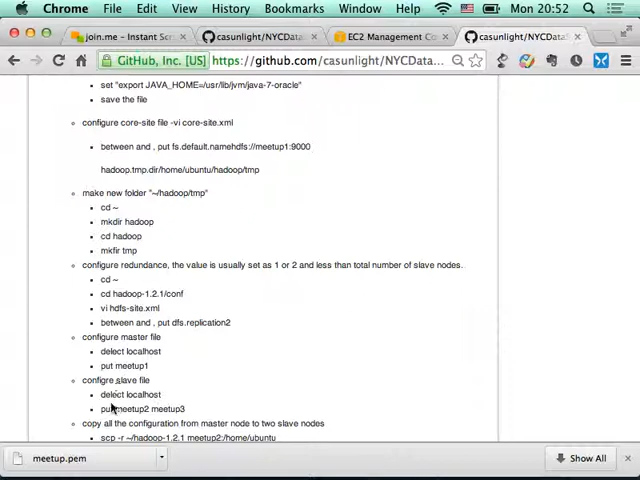 Chrome File Edit View History Bookmarks Window Help Mon 20:52
join.me – Instant Scr
casunlight/NYCData
EC2 Management Co
casunlight/NYCDataS
GitHub, Inc. [US] https://github.com/casunlight/NYCData
set "export JAVA_HOME=/usr/lib/jvm/java-7-oracle"
save the file
configure core-site file -vi core-site.xml
between and , put fs.default.namehdfs://meetup1:9000
hadoop.tmp.dir/home/ubuntu/hadoop/tmp
make new folder "~/hadoop/tmp"
cd ~
mkdir hadoop
cd hadoop
mkfir tmp
configure redundance, the value is usually set as 1 or 2 and less than total number of slave nodes.
cd ~
cd hadoop-1.2.1/conf
vi hdfs-site.xml
between and , put dfs.replication2
configure master file
delect localhost
put meetup1
configre slave file
delect localhost
put meetup2 meetup3
copy all the configuration from master node to two slave nodes
scp -r ~/hadoop-1.2.1 meetup2:/home/ubuntu
meetup.pem
Show All